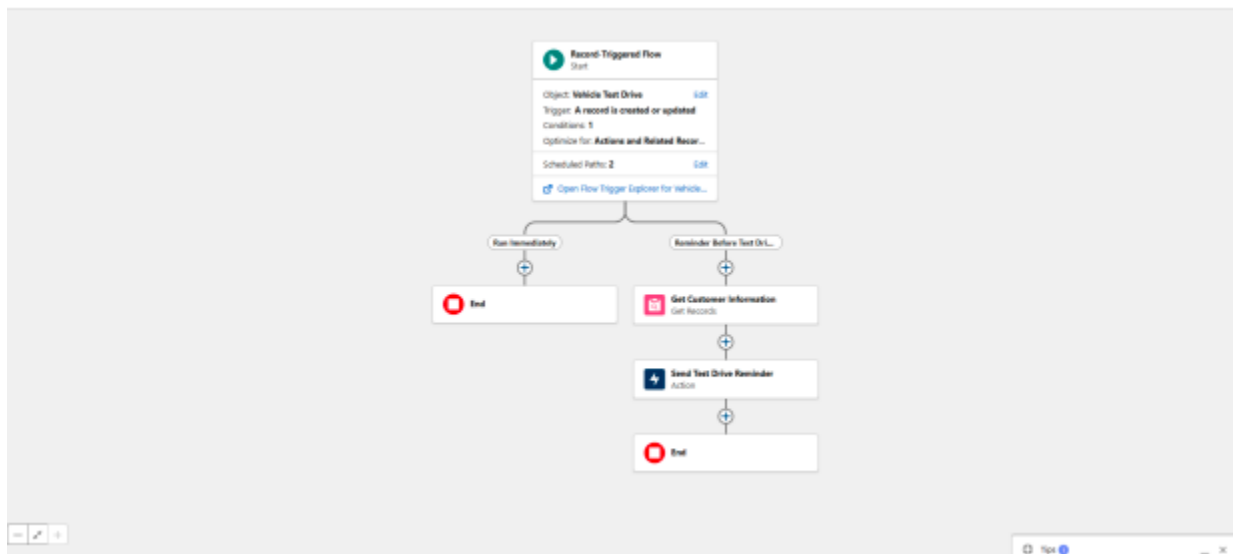 Record-Triggered Flow
Start
Object: Vehicle Test Drive
Edit
Trigger: A record is created or updated
Conditions: 1
Optimize for: Actions and Related Recor...
Scheduled Paths: 2
Edit
Open Flow Trigger Explorer for Vehicle...
Run Immediately
Reminder Before Test Dri...
End
Get Customer Information
Get Records
Send Test Drive Reminder
Action
End
Tips